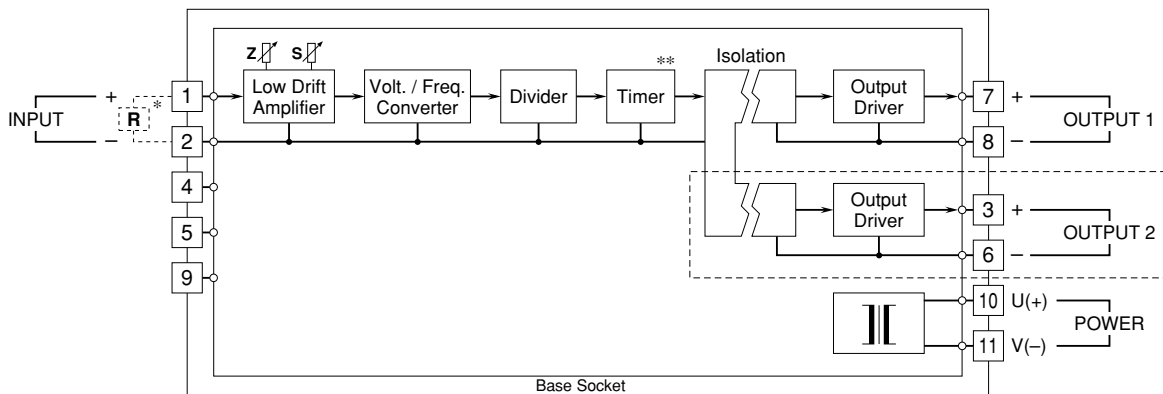 Z S ** Isolation
+ 1 * Low Drift Amplifier Volt. / Freq. Converter Divider Timer Output Driver 7 +
INPUT R OUTPUT 1
– 2 8 –
4
Output Driver 3 +
5 OUTPUT 2
6 –
9
10 U(+)
POWER
11 V(–)
Base Socket